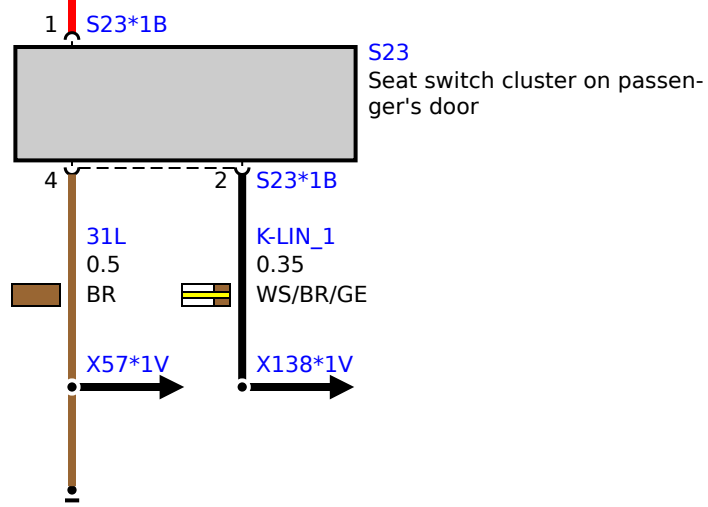 1 S23*1B
S23
Seat switch cluster on passen-
ger's door
4 2 S23*1B
31L K-LIN_1
0.5 0.35
BR WS/BR/GE
X57*1V X138*1V